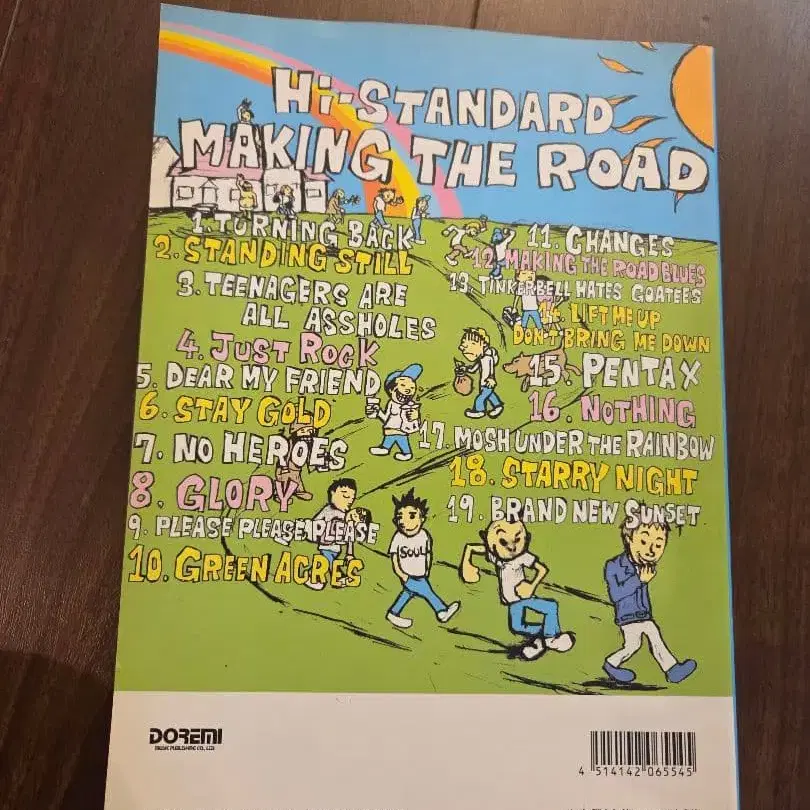 Hi-STANDARD
MAKING THE ROAD
1. TURNING BACK
2. STANDING STILL
3. TEENAGERS ARE
ALL ASSHOLES
4. JUST ROCK
5. DEAR MY FRIEND
6. STAY GOLD
7. NO HEROES
8. GLORY
9. PLEASE PLEASE PLEASE
10. GREEN ACRES
11. CHANGES
12. MAKING THE ROAD BLUES
13. TINKERBELL HATES GOATEES
14. LIFT ME UP
DON'T BRING ME DOWN
15. PENTAX
16. NOTHING
17. MOSH UNDER THE RAINBOW
18. STARRY NIGHT
19. BRAND NEW SUNSET
SOUL
DOREMI
MUSIC PUBLISHING CO., LTD.
4 514142 065545